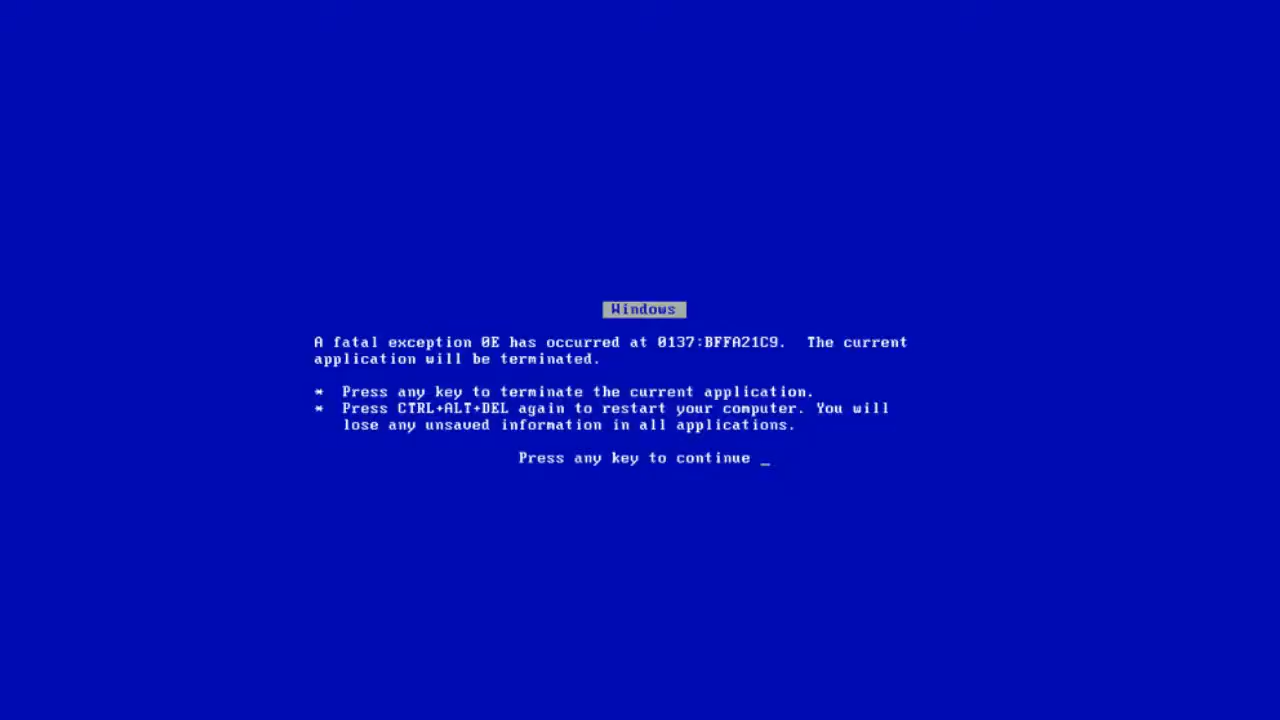 Windows
A fatal exception 0E has occurred at 0137:BFFA21C9.  The current
application will be terminated.
*  Press any key to terminate the current application.
*  Press CTRL+ALT+DEL again to restart your computer. You will
lose any unsaved information in all applications.
Press any key to continue _